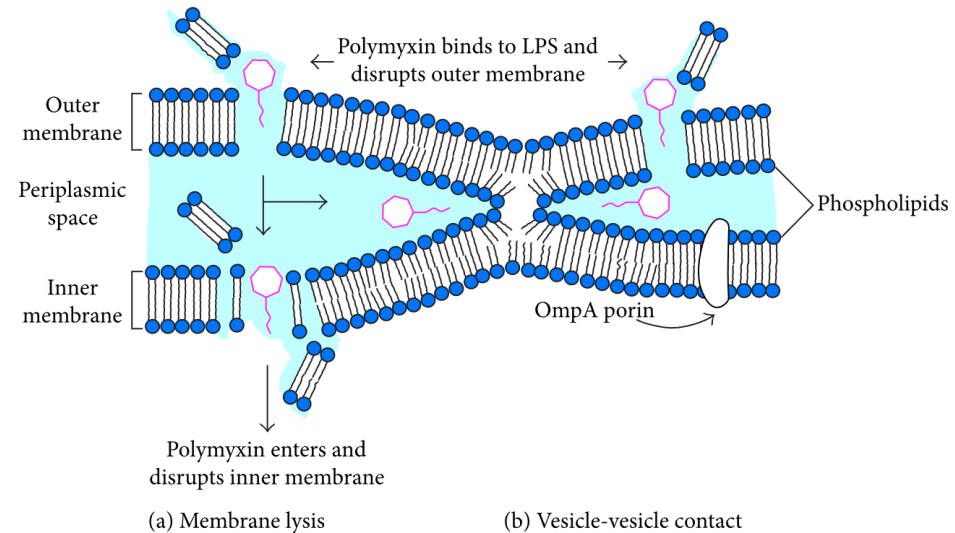 Polymyxin binds to LPS and
disrupts outer membrane
Outer
membrane
Periplasmic
space
Phospholipids
Inner
membrane
OmpA porin
Polymyxin enters and
disrupts inner membrane
(a) Membrane lysis
(b) Vesicle-vesicle contact